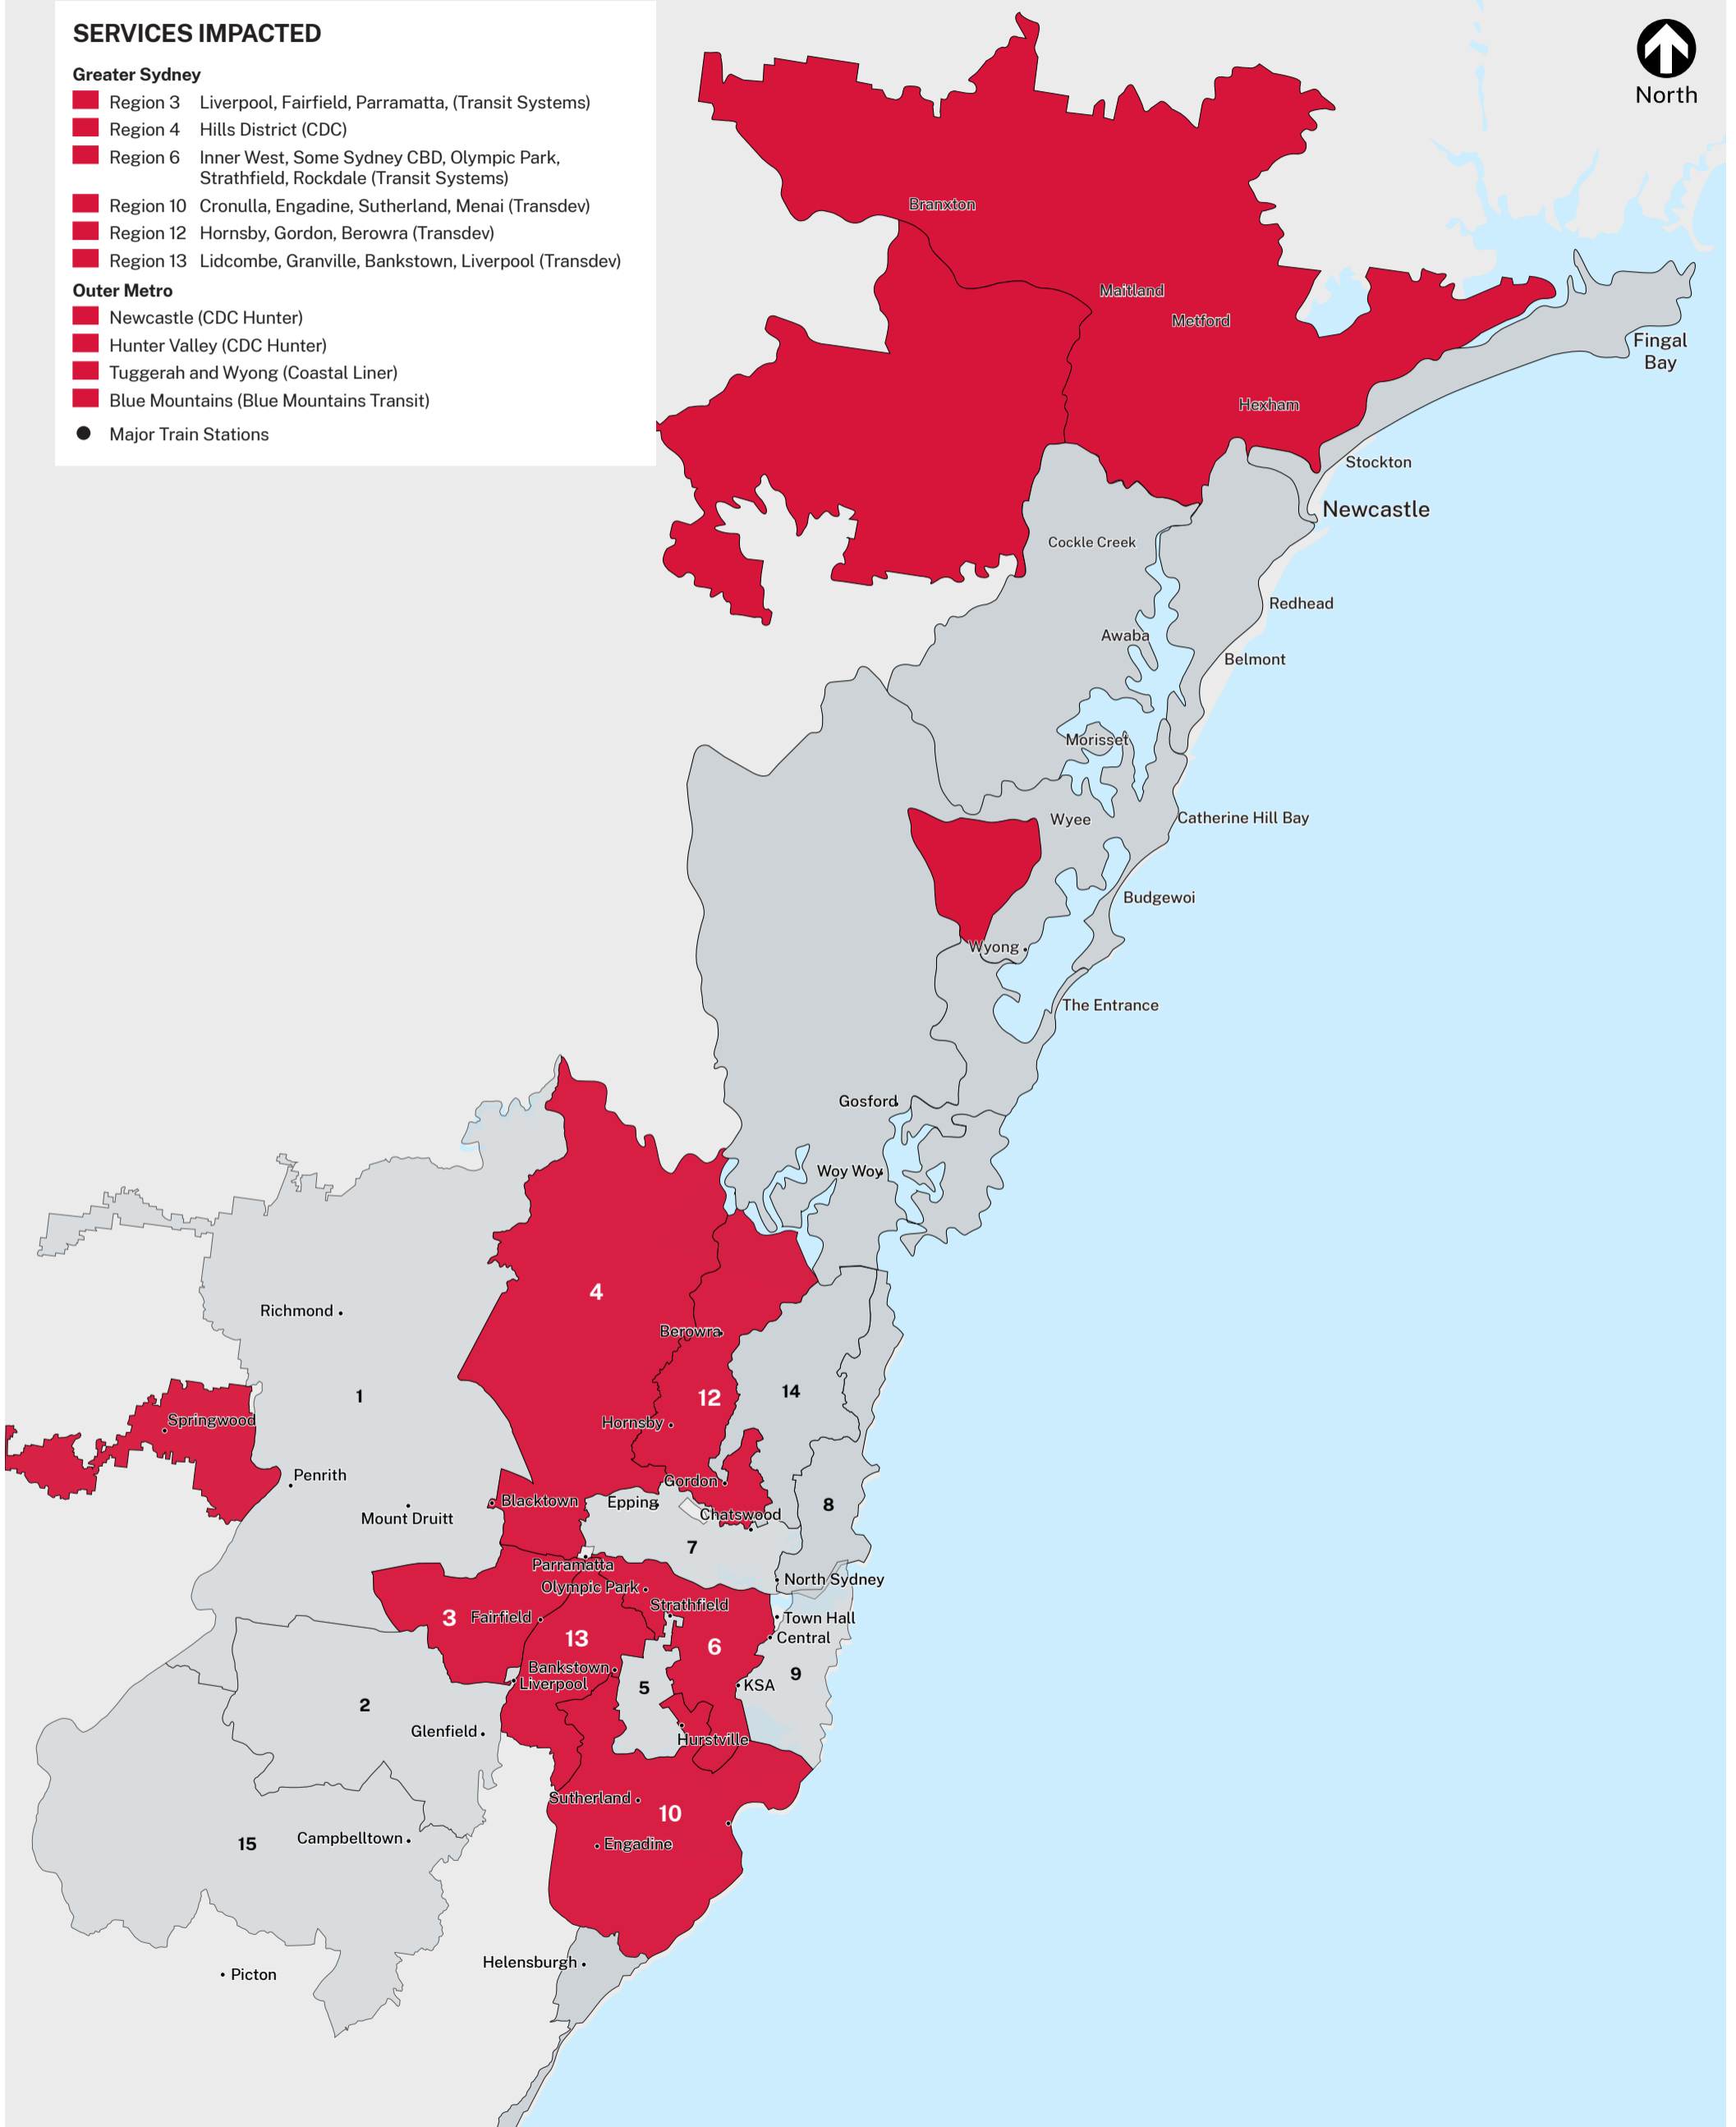 SERVICES IMPACTED
Greater Sydney
Region 3 Liverpool, Fairfield, Parramatta, (Transit Systems)
Region 4 Hills District (CDC)
Region 6 Inner West, Some Sydney CBD, Olympic Park,
Strathfield, Rockdale (Transit Systems)
Region 10 Cronulla, Engadine, Sutherland, Menai (Transdev)
Region 12 Hornsby, Gordon, Berowra (Transdev)
Region 13 Lidcombe, Granville, Bankstown, Liverpool (Transdev)
Outer Metro
Newcastle (CDC Hunter)
Hunter Valley (CDC Hunter)
Tuggerah and Wyong (Coastal Liner)
Blue Mountains (Blue Mountains Transit)
Major Train Stations
North
Branxton
Maitland
Metford
Fingal
Bay
Hexham
Stockton
Newcastle
Cockle Creek
Redhead
Awaba
Belmont
Morisset
Catherine Hill Bay
Wyee
Budgewoi
Wyong
The Entrance
Gosford
Woy Woy
4
Richmond
Berowra
14
1
12
Springwood
Hornsby
Penrith
Gordon
Blacktown
Epping
8
Chatswood
Mount Druitt
7
Parramatta
North Sydney
Olympic Park
Strathfield
3
Fairfield
Town Hall
13
Central
6
Bankstown
9
Liverpool
5
KSA
2
Glenfield
Hurstville
Sutherland
10
Campbelltown
15
Engadine
Helensburgh
Picton